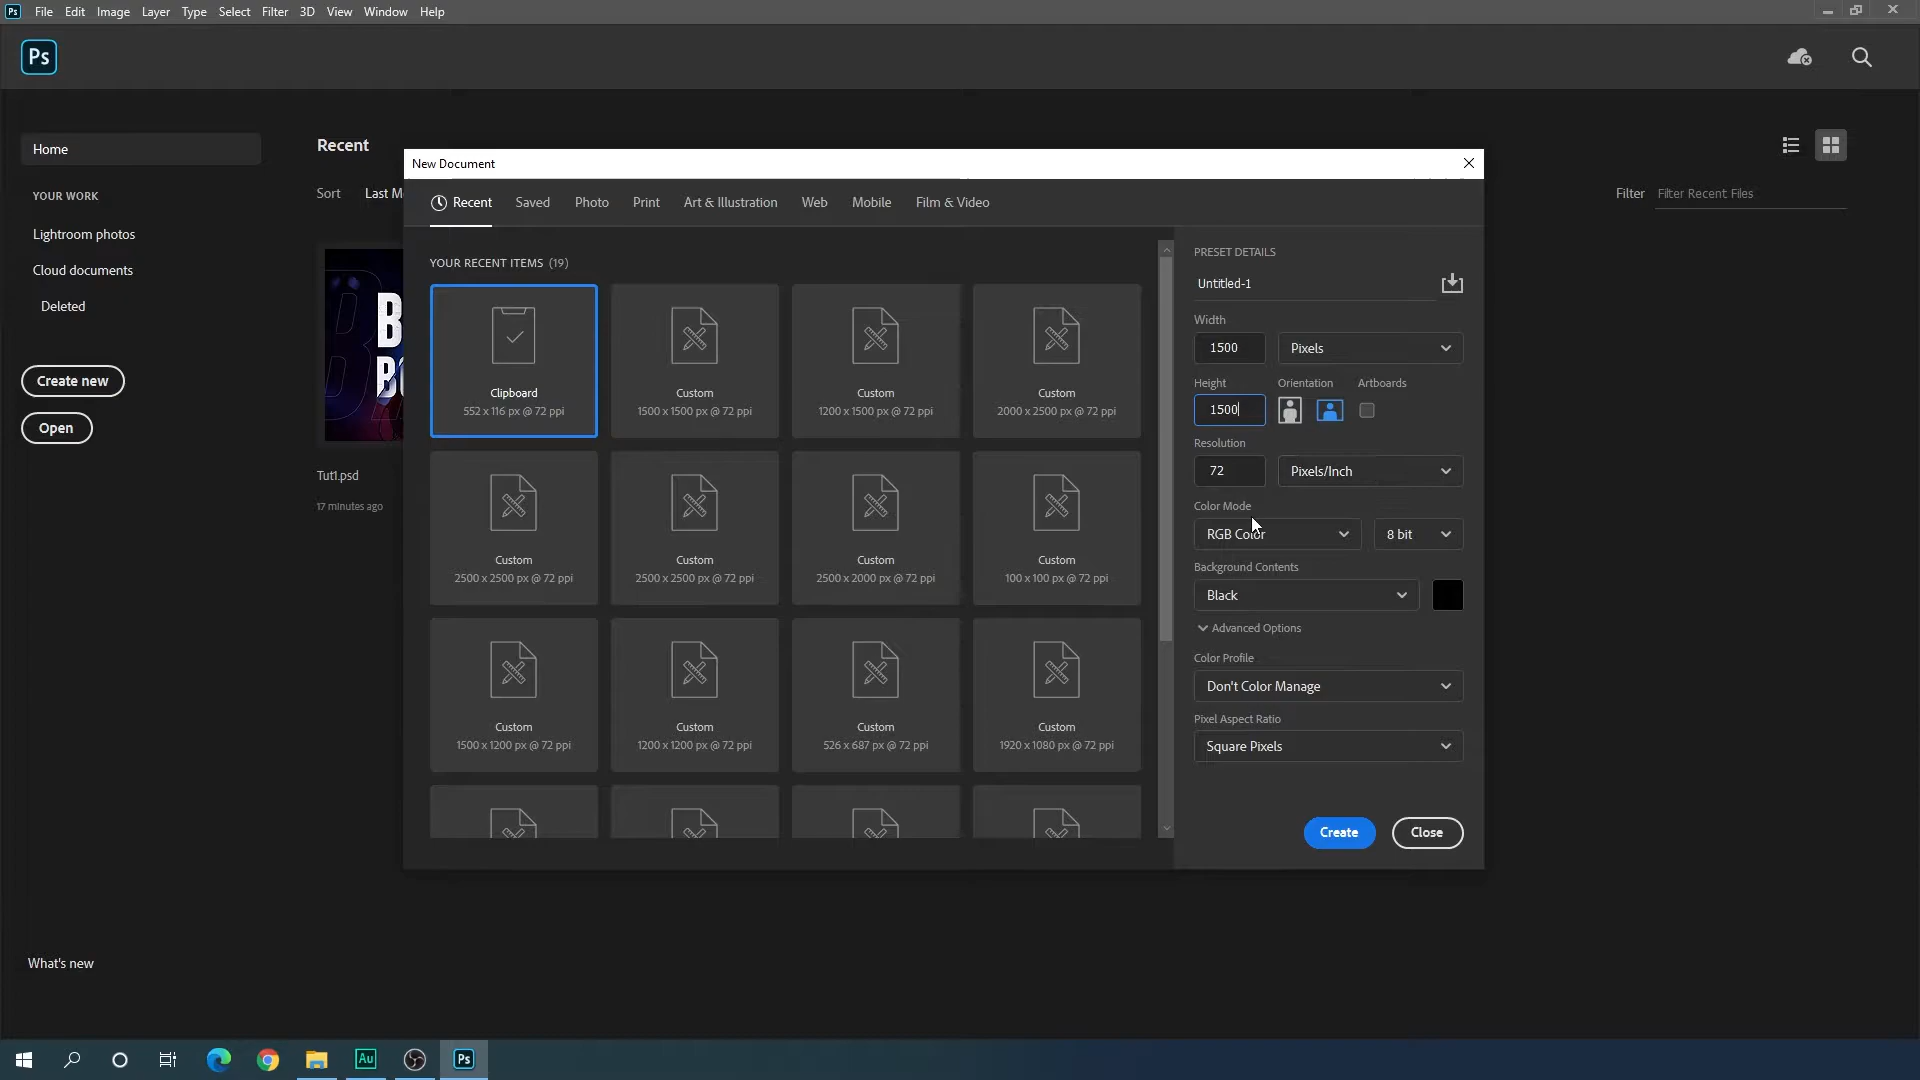 Ps File Edit Image Layer Type Select Filter 3D View Window Help
Ps
Home
Recent
YOUR WORK
Sort Last M
Filter Filter Recent Files
Lightroom photos
Cloud documents
Deleted
Create new
Open
Tut1.psd
17 minutes ago
What's new
New Document
Recent Saved Photo Print Art & Illustration Web Mobile Film & Video
YOUR RECENT ITEMS (19)
Clipboard
552 x 116 px @ 72 ppi
Custom
1500 x 1500 px @ 72 ppi
Custom
1200 x 1500 px @ 72 ppi
Custom
2000 x 2500 px @ 72 ppi
Custom
2500 x 2500 px @ 72 ppi
Custom
2500 x 2500 px @ 72 ppi
Custom
2500 x 2000 px @ 72 ppi
Custom
100 x 100 px @ 72 ppi
Custom
1500 x 1200 px @ 72 ppi
Custom
1200 x 1200 px @ 72 ppi
Custom
526 x 687 px @ 72 ppi
Custom
1920 x 1080 px @ 72 ppi
PRESET DETAILS
Untitled-1
Width
1500 Pixels
Height Orientation Artboards
1500
Resolution
72 Pixels/Inch
Color Mode
RGB Color 8 bit
Background Contents
Black
Advanced Options
Color Profile
Don't Color Manage
Pixel Aspect Ratio
Square Pixels
Create Close
Au Ps